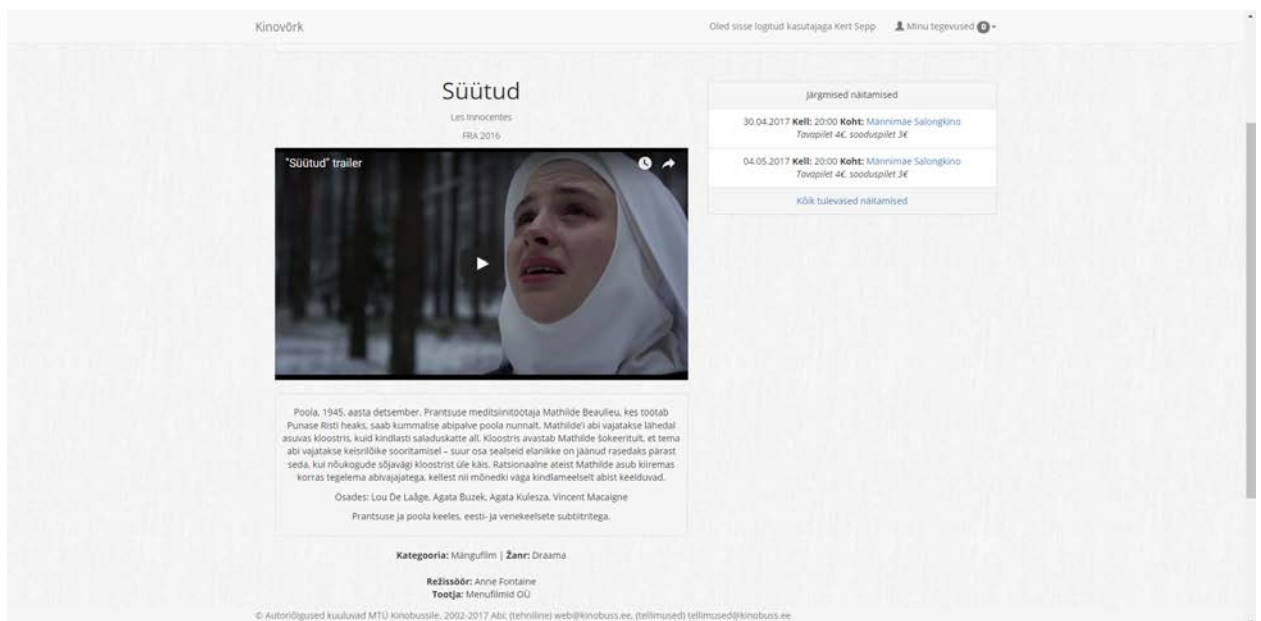 Kinovõrk
Oled sisse logitud kasutajaga Kert Sepp
Minu tegevused 0
Süütud
Les Innocentes
FRA 2016
"Süütud" trailer
Poola, 1945, aasta detsember. Prantsuse meditsiinitöötaja Mathilde Beaulieu, kes töötab
Punase Risti heaks, saab kummalise abipalve poola nunnalt. Mathilde'i abi vajatakse lähedal
asuvas kloostris, kuid kindlasti saladuskatte all. Kloostris avastab Mathilde šokeeritult, et tema
abi vajatakse keisrilõike sooritamisel – suur osa sealseid elanikke on jäänud rasedaks pärast
seda, kui nõukogude sõjavägi kloostrist üle käis. Ratsionaalne ateist Mathilde asub kiiremas
korras tegelema abivajajatega, kellest nii mõnedki väga kindlameelselt abist keelduvad.
Osades: Lou De Laâge, Agata Buzek, Agata Kulesza, Vincent Macaigne
Prantsuse ja poola keeles, eesti- ja venekeelsete subtiitritega.
Kategooria: Mängufilm | Žanr: Draama
Režissöör: Anne Fontaine
Tootja: Menufilmid OÜ
Järgmised näitamised
30.04.2017 Kell: 20:00 Koht: Männimäe Salongkino
Tavapilet 4€, sooduspilet 3€
04.05.2017 Kell: 20:00 Koht: Männimäe Salongkino
Tavapilet 4€, sooduspilet 3€
Kõik tulevased näitamised
© Autoriõigused kuuluvad MTÜ Kinobussile. 2002-2017 Abi: (tehniline) web@kinobuss.ee, (tellimused) tellimused@kinobuss.ee